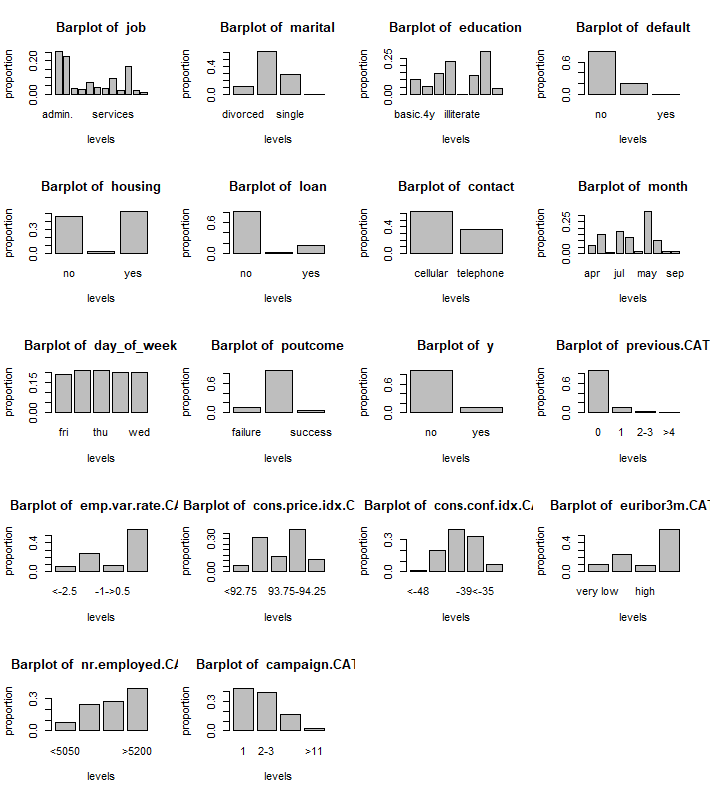 Barplot of job
proportion
0.00 0.20
admin. services
levels
Barplot of marital
proportion
0.0 0.4
divorced single
levels
Barplot of education
proportion
0.00 0.25
basic.4y illiterate
levels
Barplot of default
proportion
0.0 0.6
no yes
levels
Barplot of housing
proportion
0.0 0.3
no yes
levels
Barplot of loan
proportion
0.0 0.6
no yes
levels
Barplot of contact
proportion
0.0 0.4
cellular telephone
levels
Barplot of month
proportion
0.00 0.25
apr jul may sep
levels
Barplot of day_of_week
proportion
0.00 0.15
fri thu wed
levels
Barplot of poutcome
proportion
0.0 0.6
failure success
levels
Barplot of y
proportion
0.0 0.6
no yes
levels
Barplot of previous.CAT
proportion
0.0 0.6
0 1 2-3 >4
levels
Barplot of emp.var.rate.CA
proportion
0.0 0.4
<-2.5 -1->0.5
levels
Barplot of cons.price.idx.C
proportion
0.00 0.30
<92.75 93.75-94.25
levels
Barplot of cons.conf.idx.CA
proportion
0.0 0.3
<-48 -39<-35
levels
Barplot of euribor3m.CAT
proportion
0.0 0.4
very low high
levels
Barplot of nr.employed.CA
proportion
0.0 0.3
<5050 >5200
levels
Barplot of campaign.CAT
proportion
0.0 0.3
1 2-3 >11
levels